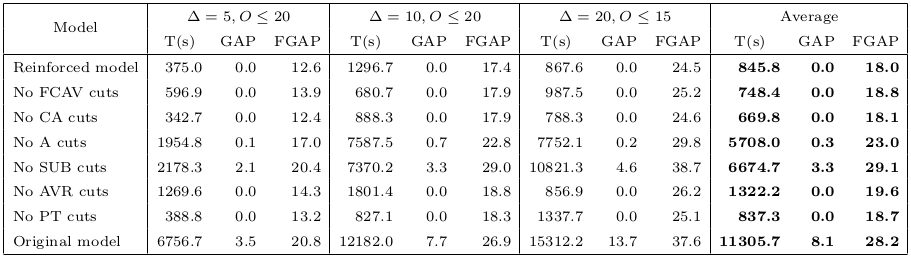 Model Δ = 5, O ≤ 20 Δ = 10, O ≤ 20 Δ = 20, O ≤ 15 Average
T(s) GAP FGAP T(s) GAP FGAP T(s) GAP FGAP T(s) GAP FGAP
Reinforced model 375.0 0.0 12.6 1296.7 0.0 17.4 867.6 0.0 24.5 845.8 0.0 18.0
No FCAV cuts 596.9 0.0 13.9 680.7 0.0 17.9 987.5 0.0 25.2 748.4 0.0 18.8
No CA cuts 342.7 0.0 12.4 888.3 0.0 17.9 788.3 0.0 24.6 669.8 0.0 18.1
No A cuts 1954.8 0.1 17.0 7587.5 0.7 22.8 7752.1 0.2 29.8 5708.0 0.3 23.0
No SUB cuts 2178.3 2.1 20.4 7370.2 3.3 29.0 10821.3 4.6 38.7 6674.7 3.3 29.1
No AVR cuts 1269.6 0.0 14.3 1801.4 0.0 18.8 856.9 0.0 26.2 1322.2 0.0 19.6
No PT cuts 388.8 0.0 13.2 827.1 0.0 18.3 1337.7 0.0 25.1 837.3 0.0 18.7
Original model 6756.7 3.5 20.8 12182.0 7.7 26.9 15312.2 13.7 37.6 11305.7 8.1 28.2